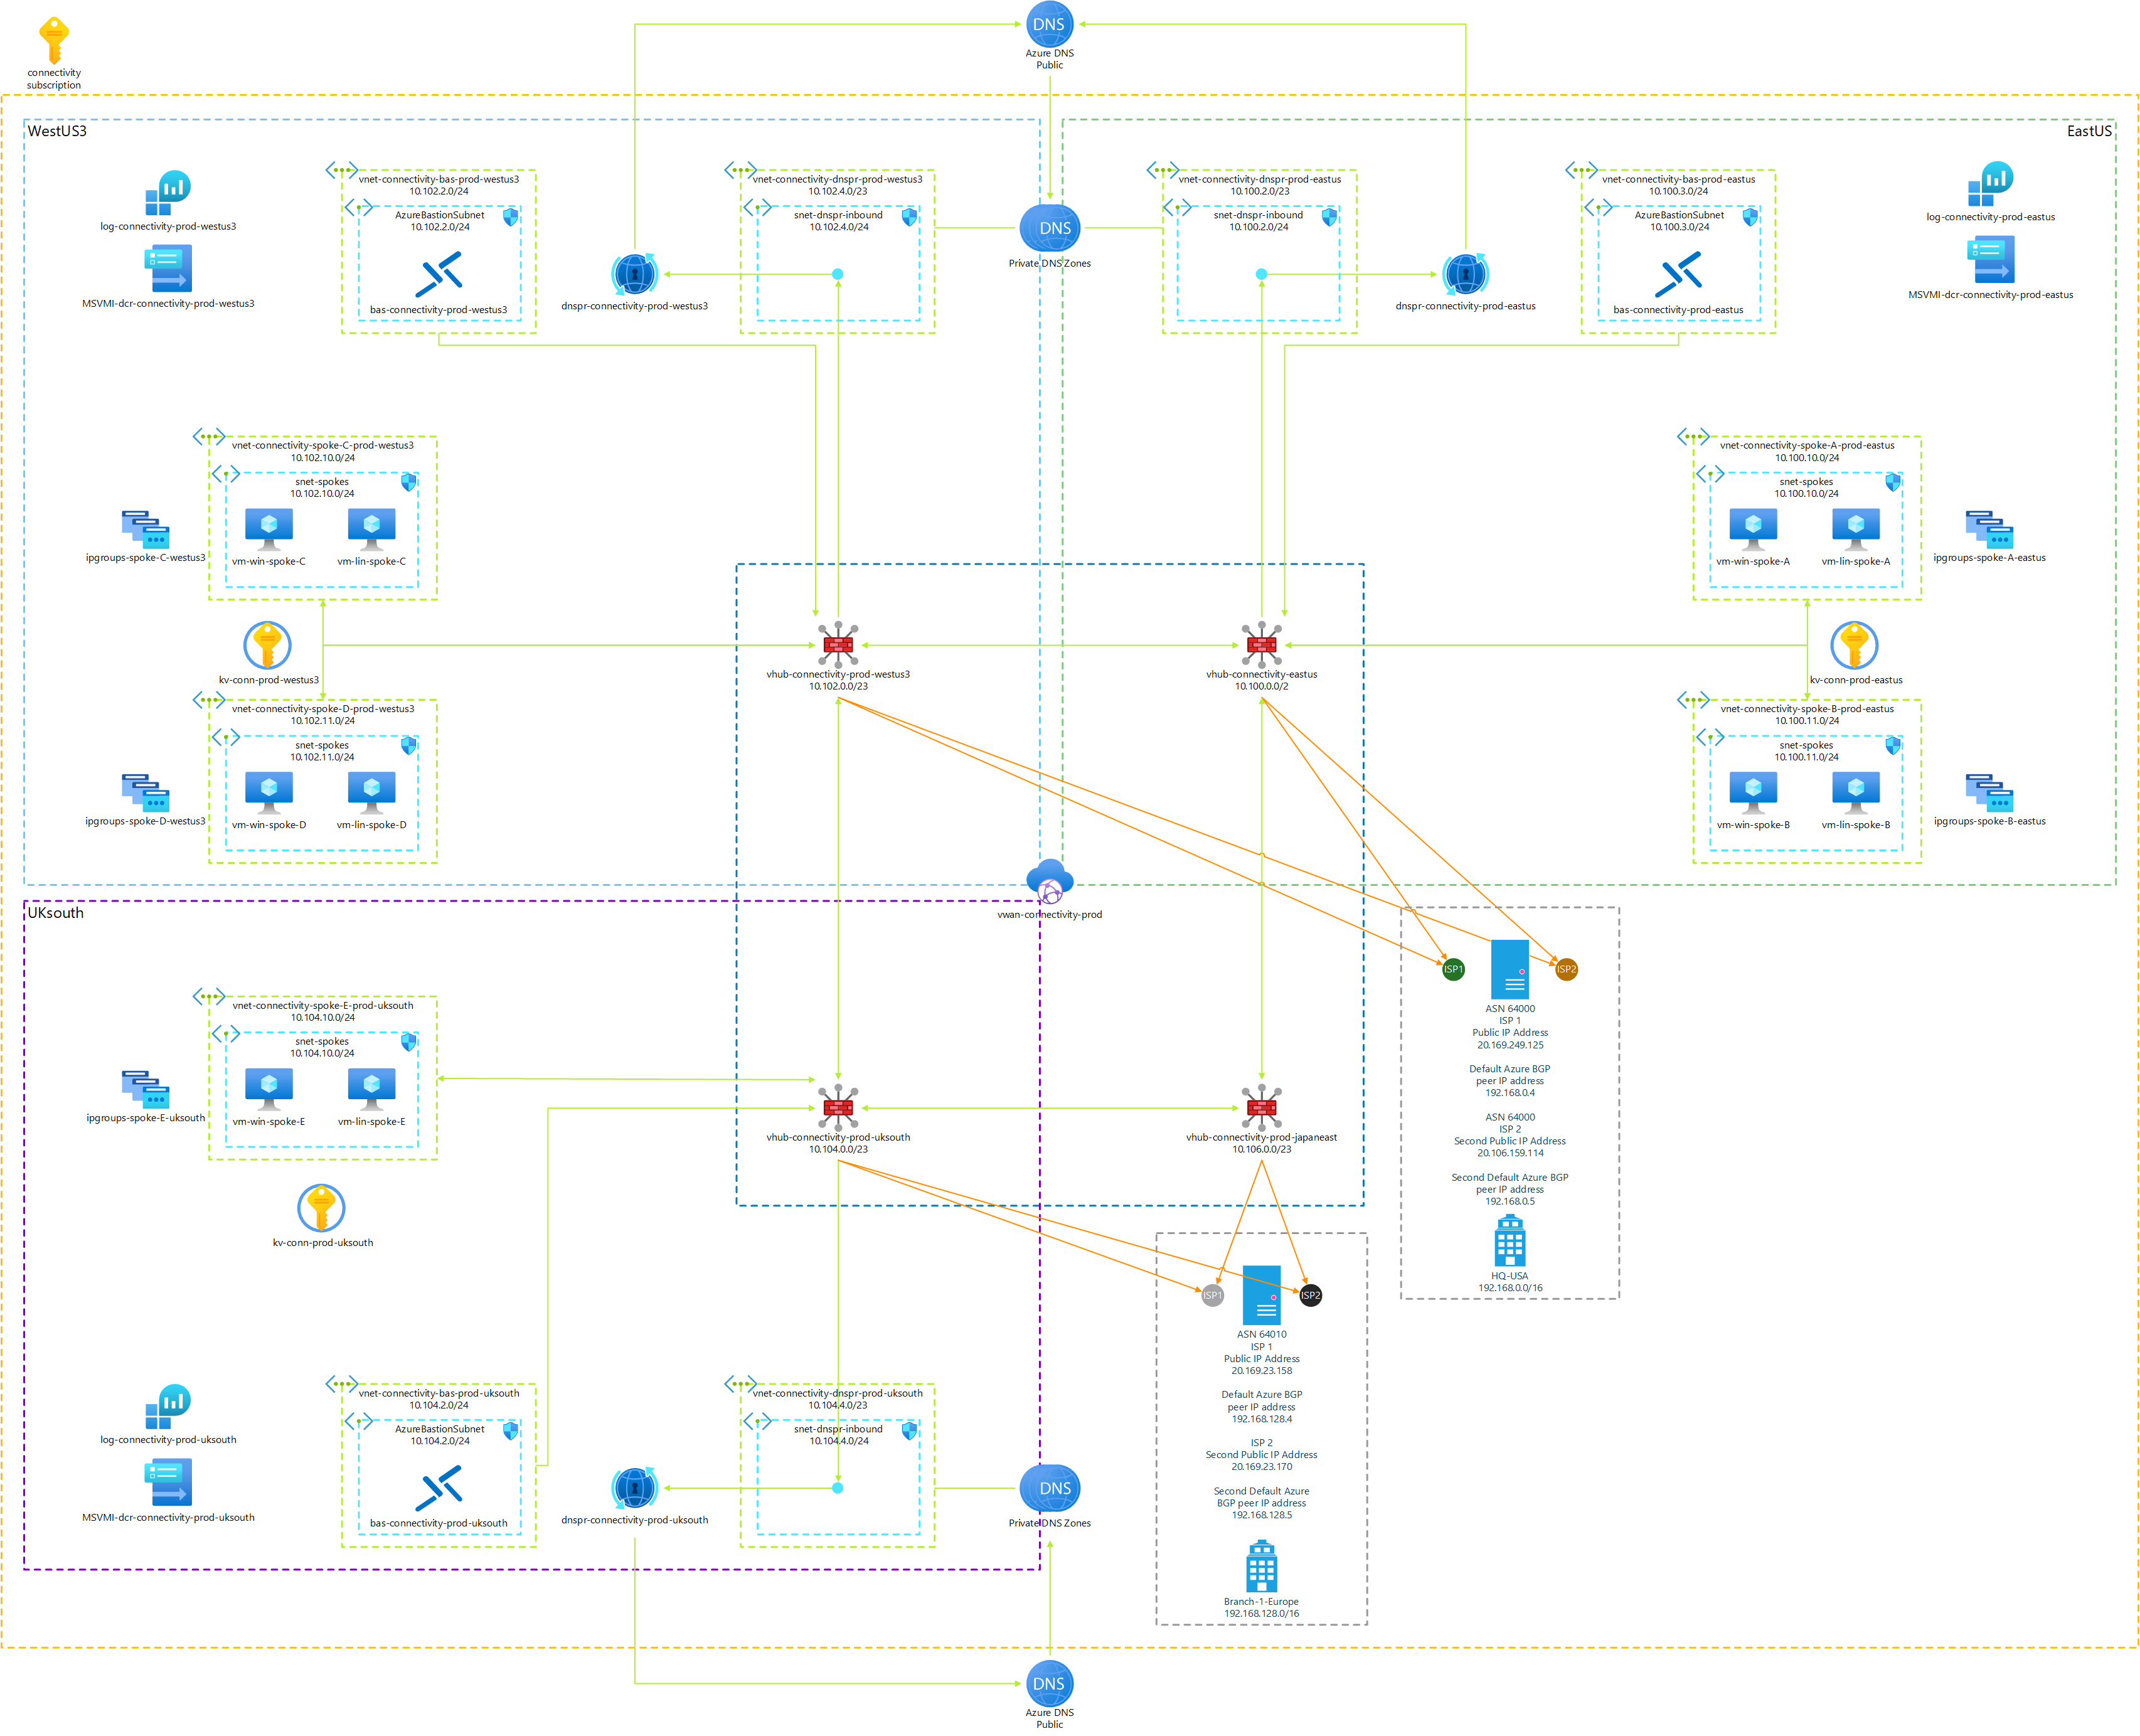 DNS
Azure DNS
Public
connectivity
subscription
WestUS3
EastUS
log-connectivity-prod-westus3
MSVMI-dcr-connectivity-prod-westus3
vnet-connectivity-bas-prod-westus3
10.102.2.0/24
AzureBastionSubnet
10.102.2.0/24
bas-connectivity-prod-westus3
dnspr-connectivity-prod-westus3
vnet-connectivity-dnspr-prod-westus3
10.102.4.0/23
snet-dnspr-inbound
10.102.4.0/24
DNS
Private DNS Zones
vnet-connectivity-dnspr-prod-eastus
10.100.2.0/23
snet-dnspr-inbound
10.100.2.0/24
dnspr-connectivity-prod-eastus
vnet-connectivity-bas-prod-eastus
10.100.3.0/24
AzureBastionSubnet
10.100.3.0/24
bas-connectivity-prod-eastus
log-connectivity-prod-eastus
MSVMI-dcr-connectivity-prod-eastus
vnet-connectivity-spoke-C-prod-westus3
10.102.10.0/24
snet-spokes
10.102.10.0/24
vm-win-spoke-C
vm-lin-spoke-C
ipgroups-spoke-C-westus3
kv-conn-prod-westus3
vnet-connectivity-spoke-D-prod-westus3
10.102.11.0/24
snet-spokes
10.102.11.0/24
vm-win-spoke-D
vm-lin-spoke-D
ipgroups-spoke-D-westus3
vhub-connectivity-prod-westus3
10.102.0.0/23
vhub-connectivity-eastus
10.100.0.0/2
vnet-connectivity-spoke-A-prod-eastus
10.100.10.0/24
snet-spokes
10.100.10.0/24
vm-win-spoke-A
vm-lin-spoke-A
ipgroups-spoke-A-eastus
kv-conn-prod-eastus
vnet-connectivity-spoke-B-prod-eastus
10.100.11.0/24
snet-spokes
10.100.11.0/24
vm-win-spoke-B
vm-lin-spoke-B
ipgroups-spoke-B-eastus
vwan-connectivity-prod
UKsouth
vnet-connectivity-spoke-E-prod-uksouth
10.104.10.0/24
snet-spokes
10.104.10.0/24
vm-win-spoke-E
vm-lin-spoke-E
ipgroups-spoke-E-uksouth
kv-conn-prod-uksouth
vhub-connectivity-prod-uksouth
10.104.0.0/23
vhub-connectivity-prod-japaneast
10.106.0.0/23
ISP1
ISP2
ASN 64000
ISP 1
Public IP Address
20.169.249.125
Default Azure BGP
peer IP address
192.168.0.4
ASN 64000
ISP 2
Second Public IP Address
20.106.159.114
Second Default Azure BGP
peer IP address
192.168.0.5
HQ-USA
192.168.0.0/16
ISP1
ISP2
ASN 64010
ISP 1
Public IP Address
20.169.23.158
Default Azure BGP
peer IP address
192.168.128.4
ISP 2
Second Public IP Address
20.169.23.170
Second Default Azure
BGP peer IP address
192.168.128.5
Branch-1-Europe
192.168.128.0/16
log-connectivity-prod-uksouth
MSVMI-dcr-connectivity-prod-uksouth
vnet-connectivity-bas-prod-uksouth
10.104.2.0/24
AzureBastionSubnet
10.104.2.0/24
bas-connectivity-prod-uksouth
dnspr-connectivity-prod-uksouth
vnet-connectivity-dnspr-prod-uksouth
10.104.4.0/23
snet-dnspr-inbound
10.104.4.0/24
DNS
Private DNS Zones
DNS
Azure DNS
Public